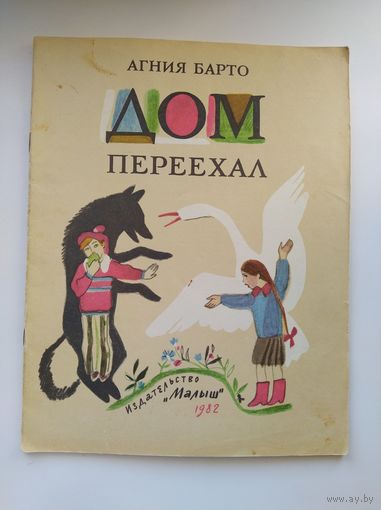 АГНИЯ БАРТО
ДОМ
ПЕРЕЕХАЛ
ИЗДАТЕЛЬСТВО
„МАЛЫШ"
1982
www.ay.by